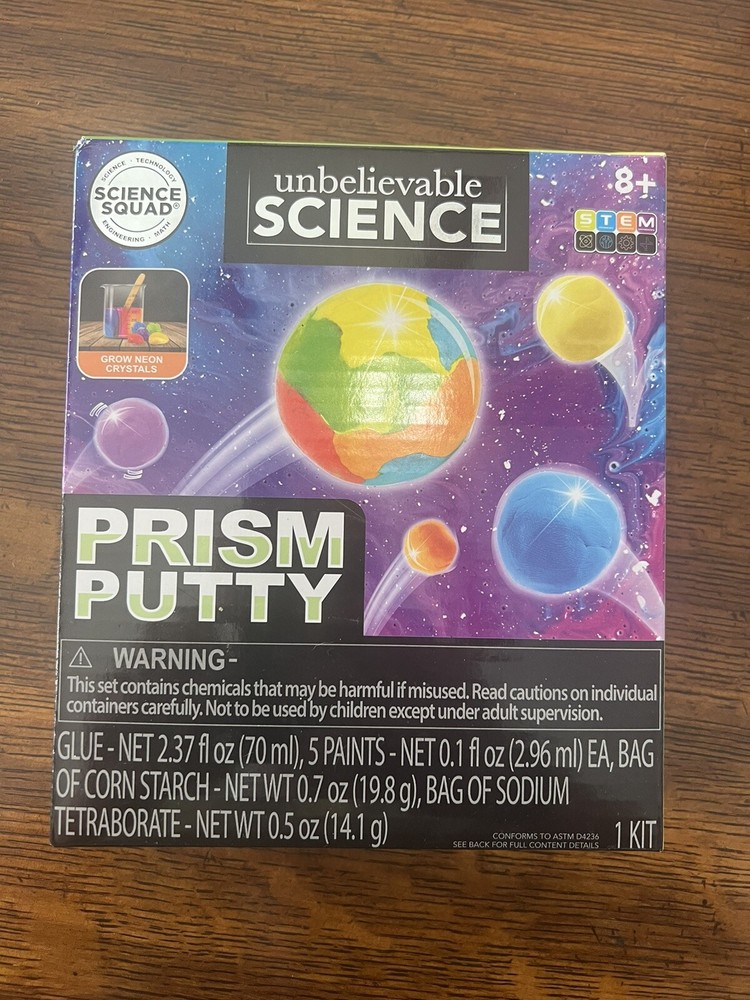 SCIENCE · TECHNOLOGY
SCIENCE
SQUAD®
ENGINEERING · MATH
unbelievable
SCIENCE
8+
STEM
GROW NEON
CRYSTALS
PRISM
PUTTY
WARNING-
This set contains chemicals that may be harmful if misused. Read cautions on individual
containers carefully. Not to be used by children except under adult supervision.
GLUE - NET 2.37 fl oz (70 ml), 5 PAINTS - NET 0.1 fl oz (2.96 ml) EA, BAG
OF CORN STARCH - NET WT 0.7 oz (19.8 g), BAG OF SODIUM
TETRABORATE - NET WT 0.5 oz (14.1 g)
CONFORMS TO ASTM D4236
SEE BACK FOR FULL CONTENT DETAILS
1 KIT